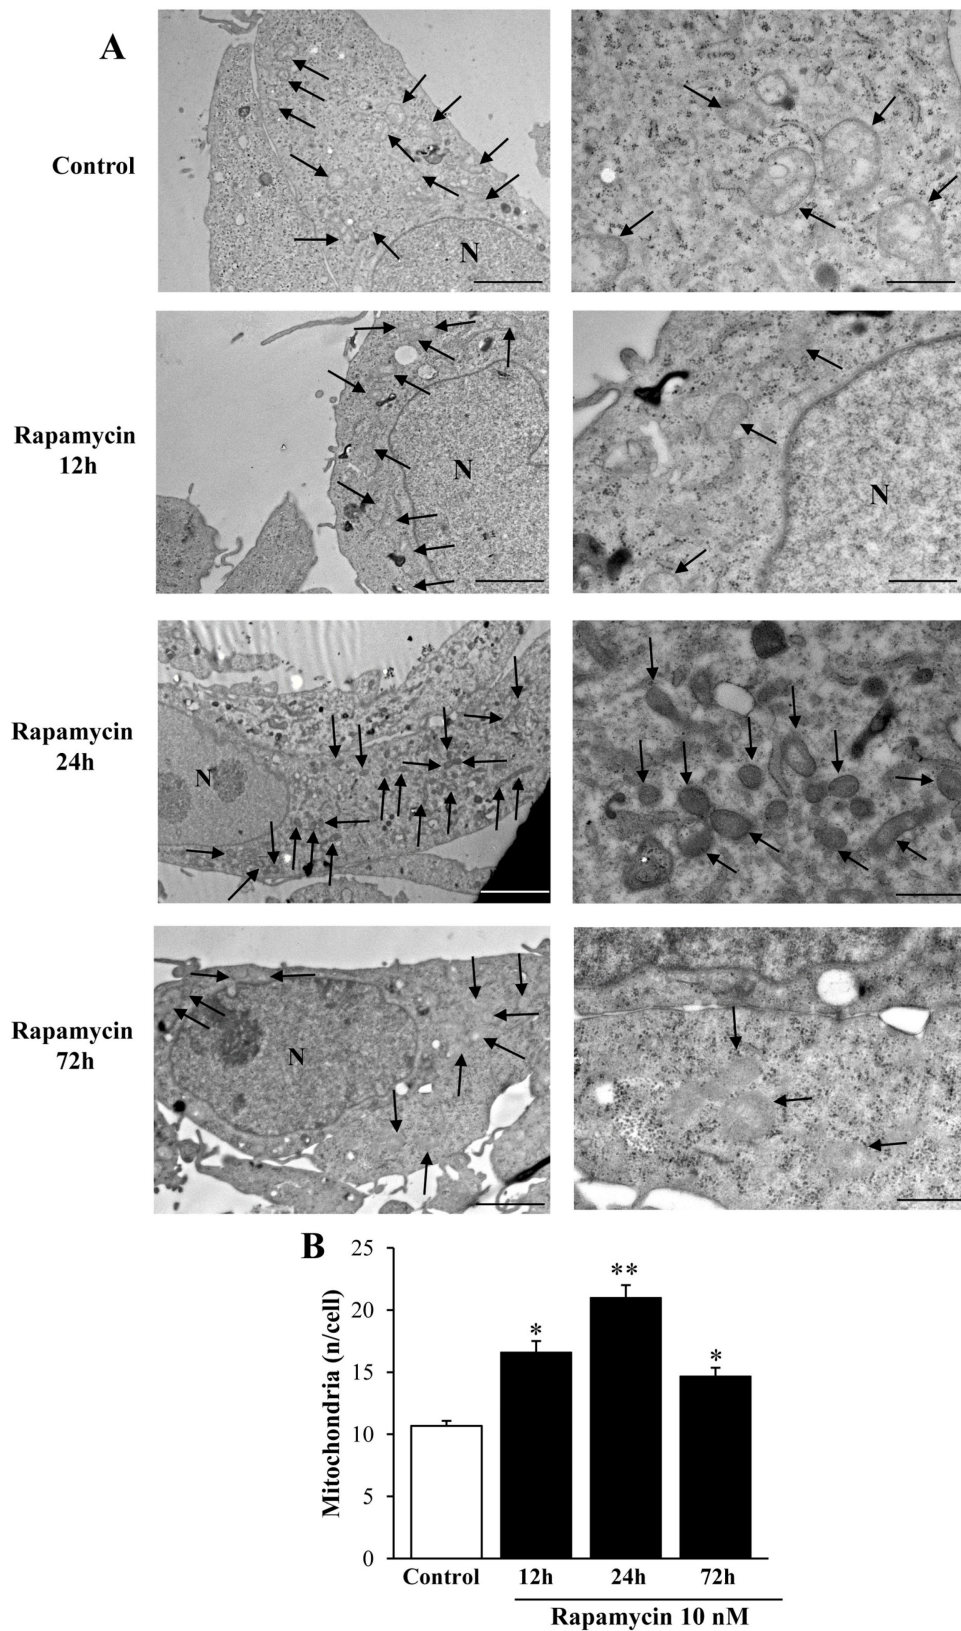 A
Control
N
Rapamycin
12h
N
N
Rapamycin
24h
N
Rapamycin
72h
N
B
25
20
15
10
5
0
Mitochondria (n/cell)
*
**
*
Control 12h 24h 72h
Rapamycin 10 nM